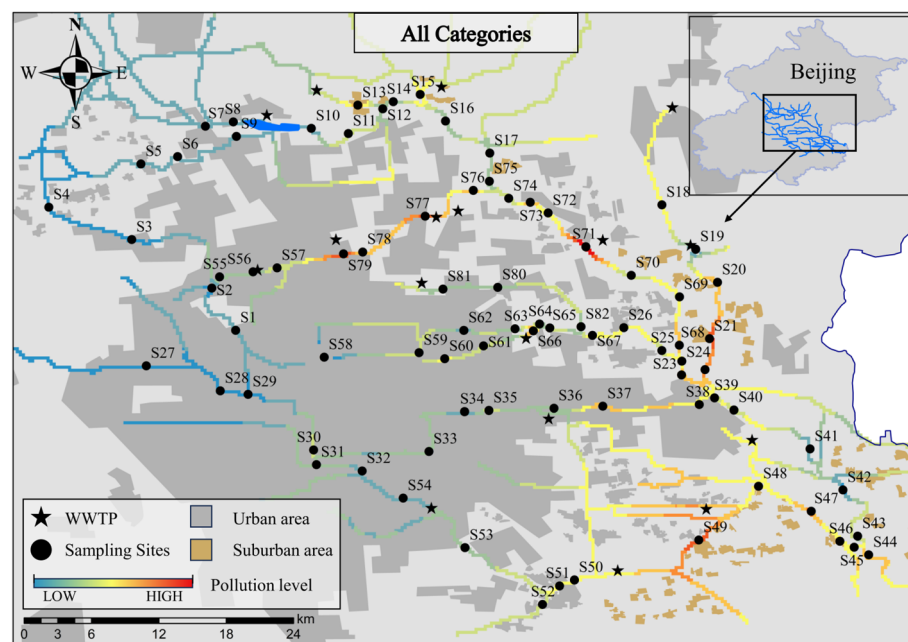 All Categories
N
W
E
S
Beijing
S15
S14
S13
S7
S8
S10
S12
S16
S9
S11
S6
S5
S17
S76
S75
S74
S72
S73
S18
S4
S77
S3
S71
S19
S78
S79
S57
S56
S55
S2
S70
S20
S81
S80
S69
S1
S62
S63
S64
S65
S82
S26
S68
S21
S66
S67
S61
S25
S58
S59
S60
S24
S23
S27
S28
S29
S34
S35
S36
S37
S38
S39
S40
S30
S33
S41
S31
S32
S48
S42
S54
S47
S49
S43
S46
S44
S45
S53
S50
S51
S52
WWTP
Urban area
Sampling Sites
Suburban area
Pollution level
LOW
HIGH
0 3 6 12 18 24
km